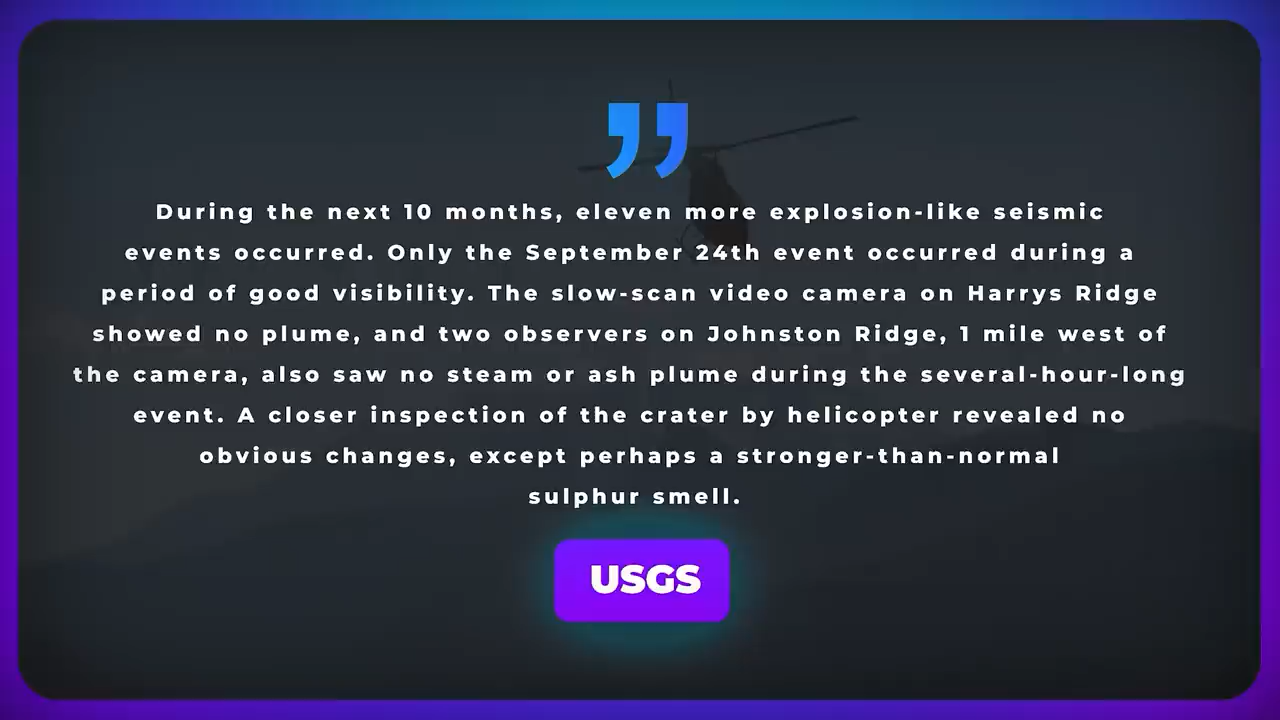 During the next 10 months, eleven more explosion-like seismic
events occurred. Only the September 24th event occurred during a
period of good visibility. The slow-scan video camera on Harrys Ridge
showed no plume, and two observers on Johnston Ridge, 1 mile west of
the camera, also saw no steam or ash plume during the several-hour-long
event. A closer inspection of the crater by helicopter revealed no
obvious changes, except perhaps a stronger-than-normal
sulphur smell.
USGS